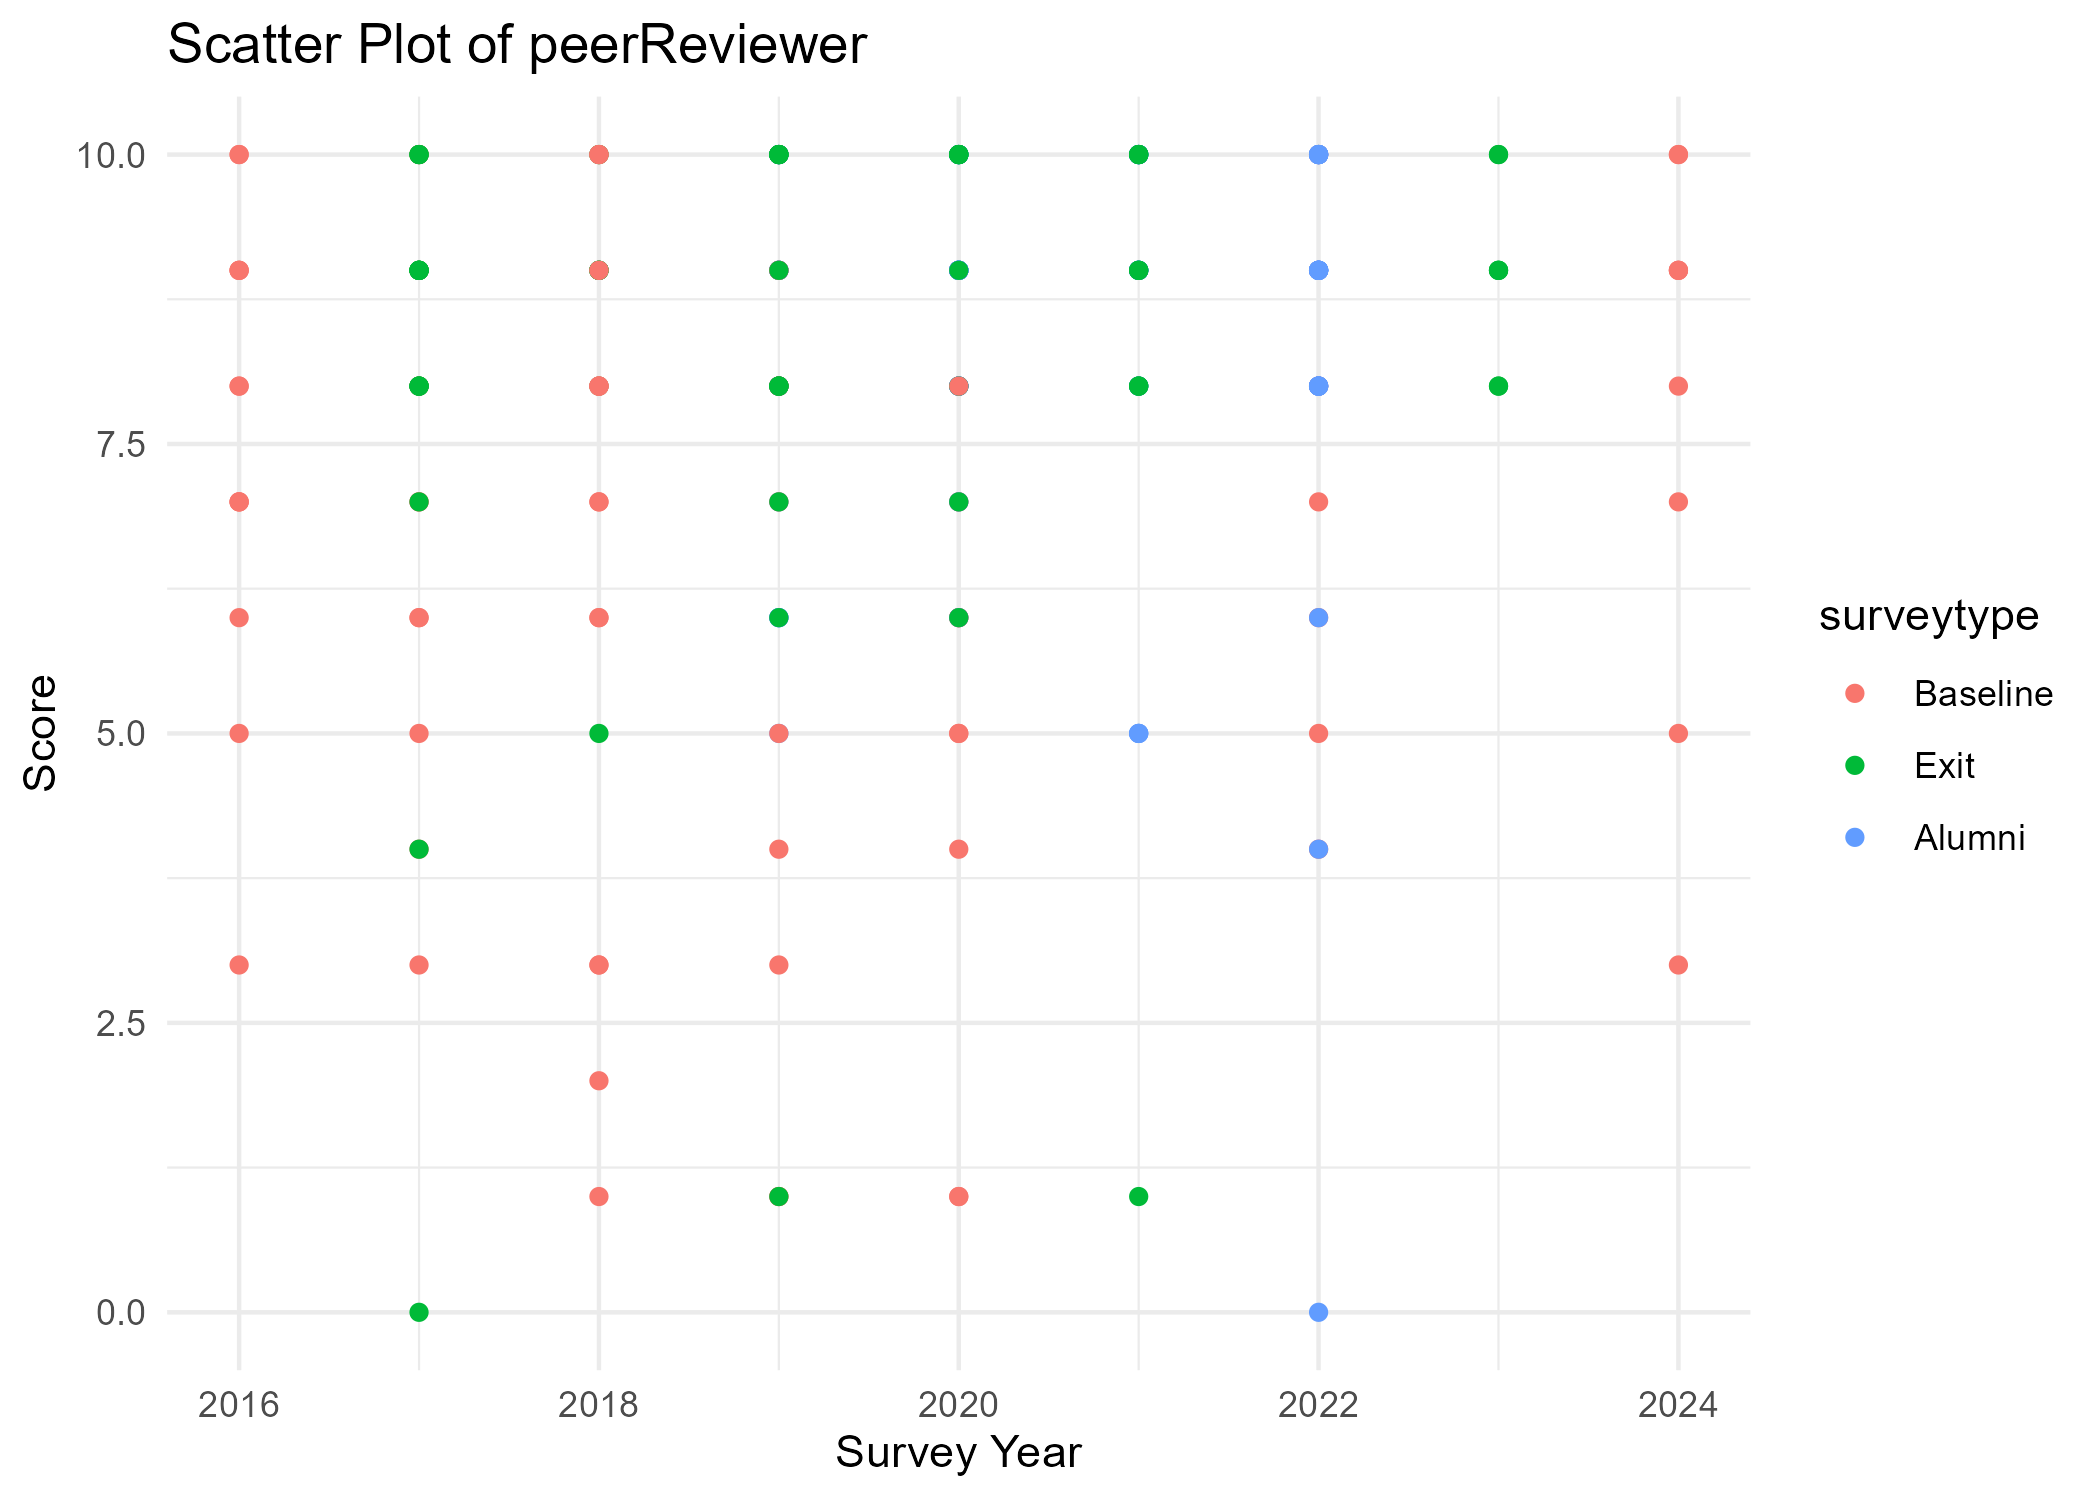 Scatter Plot of peerReviewer
10.0
7.5
5.0
2.5
0.0
Score
2016 2018 2020 2022 2024
Survey Year
surveytype
Baseline
Exit
Alumni